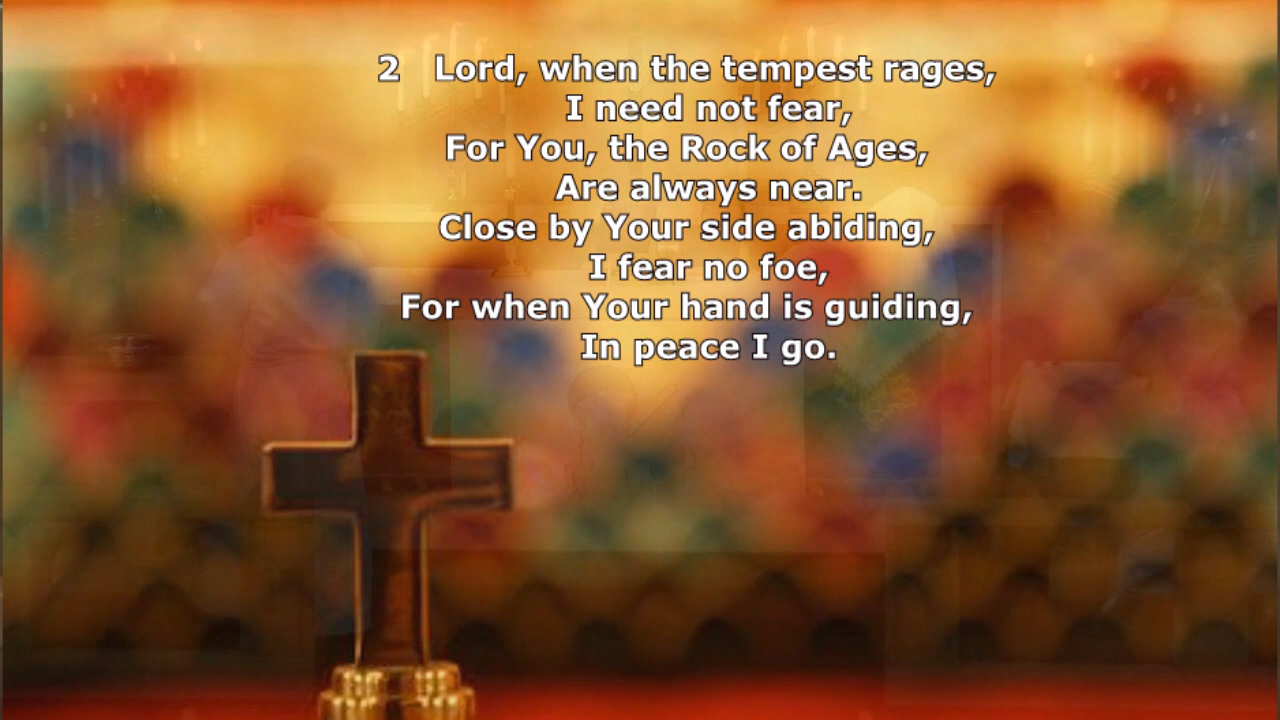 2 Lord, when the tempest rages,
I need not fear,
For You, the Rock of Ages,
Are always near.
Close by Your side abiding,
I fear no foe,
For when Your hand is guiding,
In peace I go.